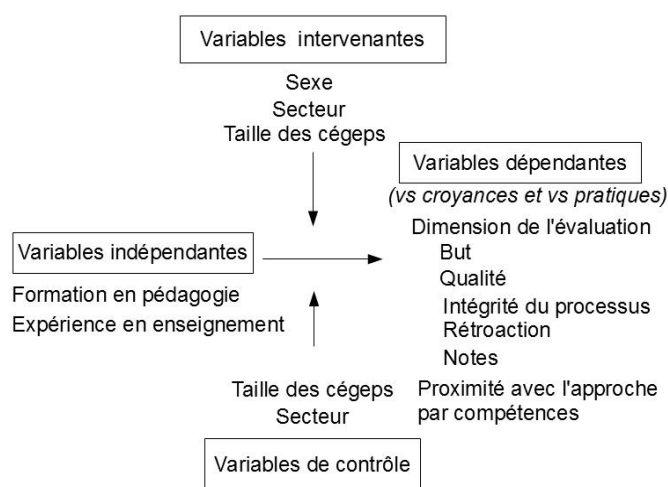 Variables intervenantes
Sexe
Secteur
Taille des cégeps
Variables dépendantes
(vs croyances et vs pratiques)
Dimension de l'évaluation
But
Qualité
Intégrité du processus
Rétroaction
Notes
Proximité avec l'approche
par compétences
Variables indépendantes
Formation en pédagogie
Expérience en enseignement
Taille des cégeps
Secteur
Variables de contrôle